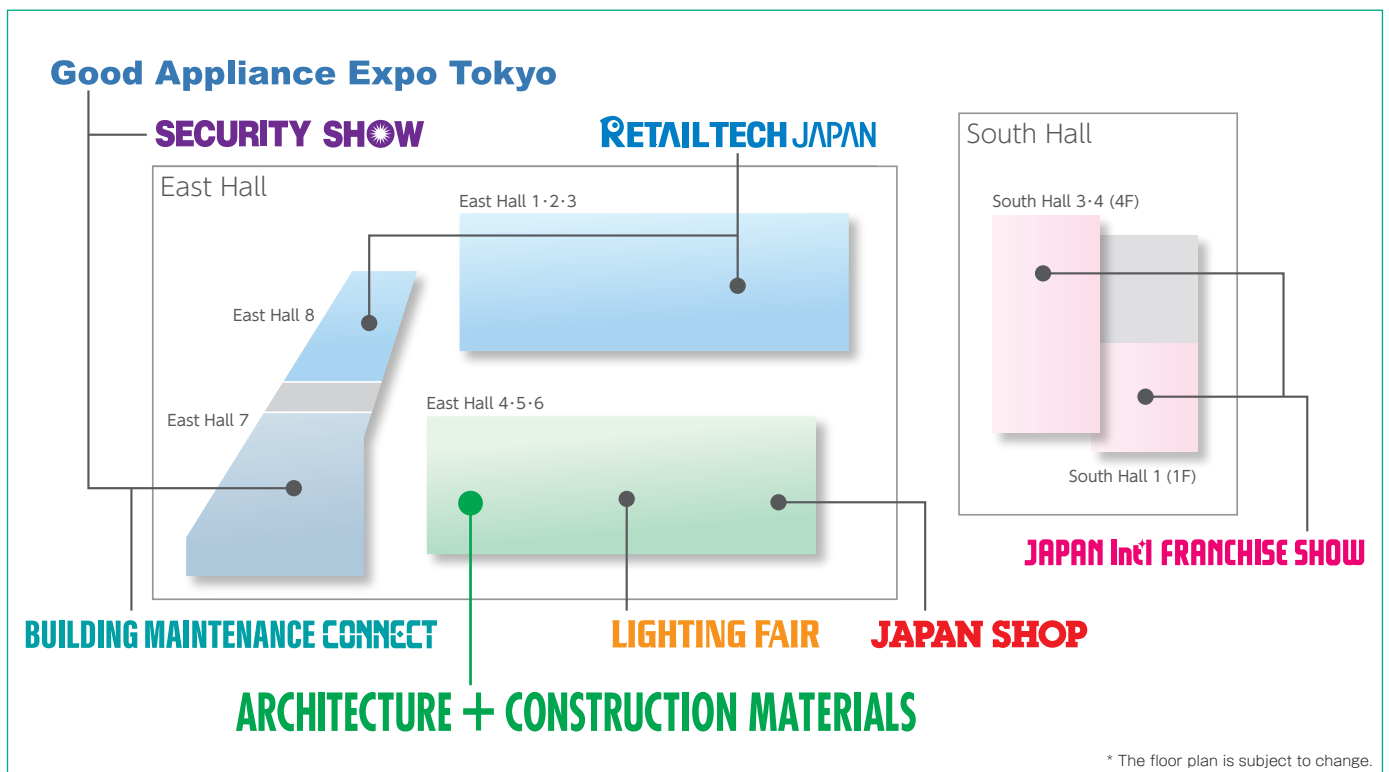 Good Appliance Expo Tokyo
SECURITY SHOW
RETAILTECH JAPAN
East Hall
South Hall
East Hall 1・2・3
South Hall 3・4 (4F)
East Hall 8
East Hall 7
East Hall 4・5・6
South Hall 1 (1F)
JAPAN Int'l FRANCHISE SHOW
BUILDING MAINTENANCE CONNECT
LIGHTING FAIR
JAPAN SHOP
ARCHITECTURE + CONSTRUCTION MATERIALS
* The floor plan is subject to change.